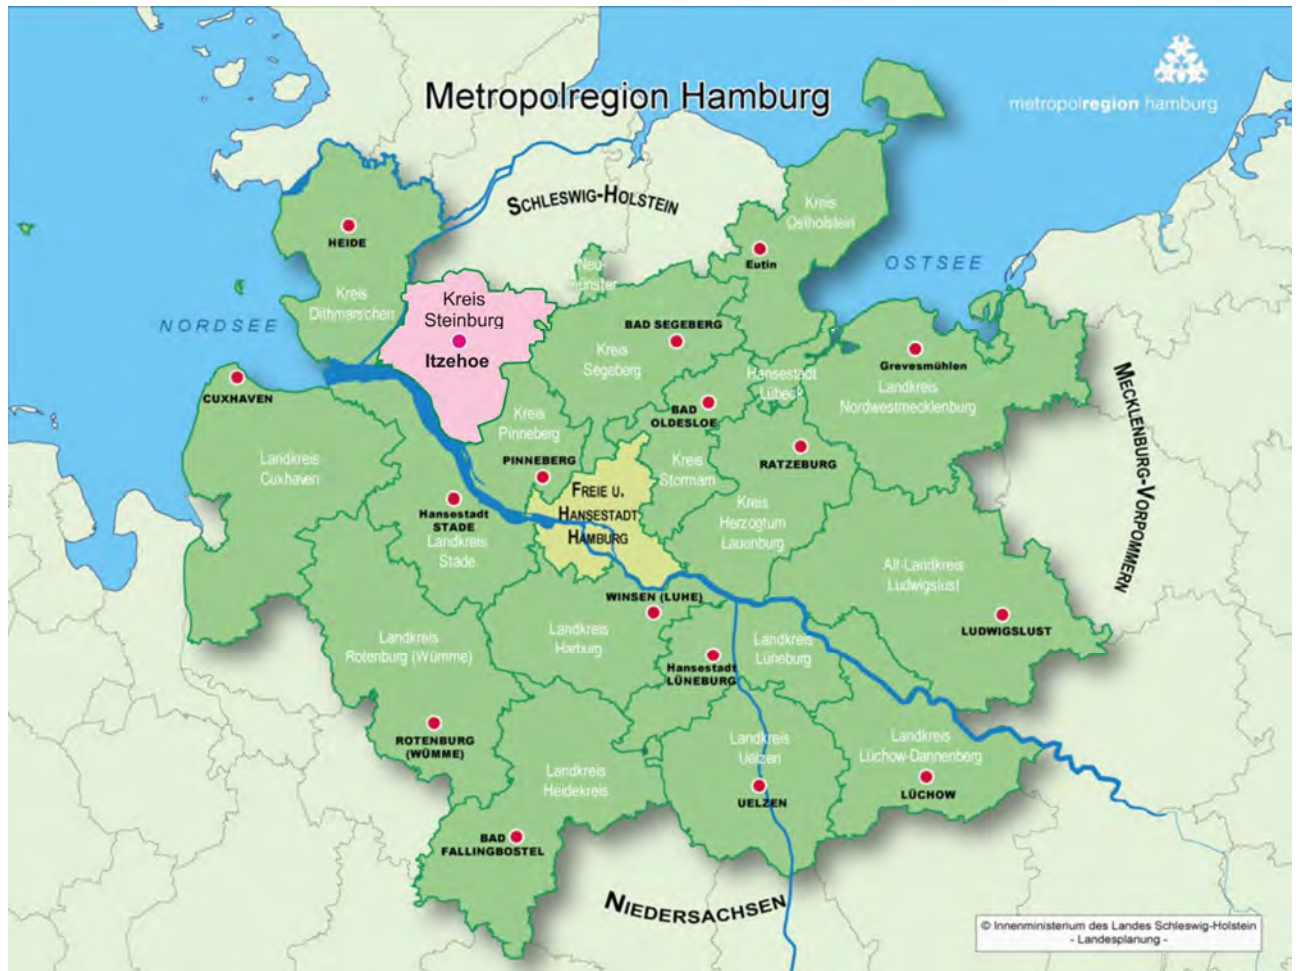 Metropolregion Hamburg
metropolregion hamburg
SCHLESWIG-HOLSTEIN
Kreis
Ostholstein
HEIDE
Eutin
OSTSEE
Neu-
münster
Kreis
Dithmarschen
Kreis
Steinburg
Itzehoe
NORDSEE
BAD SEGEBERG
Kreis
Segeberg
Grevesmühlen
Landkreis
Nordwestmecklenburg
Hansestadt
Lübeck
MECKLENBURG-VORPOMMERN
CUXHAVEN
BAD
OLDESLOE
Kreis
Pinneberg
PINNEBERG
RATZEBURG
Landkreis
Cuxhaven
Kreis
Stormarn
FREIE U.
HANSESTADT
HAMBURG
Hansestadt
STADE
Landkreis
Stade
Kreis
Herzogtum
Lauenburg
Alt-Landkreis
Ludwigslust
LUDWIGSLUST
WINSEN (LUHE)
Landkreis
Harburg
Landkreis
Rotenburg (Wümme)
Landkreis
Lüneburg
Hansestadt
LÜNEBURG
ROTENBURG
(WÜMME)
Landkreis
Uelzen
UELZEN
Landkreis
Lüchow-Dannenberg
LÜCHOW
Landkreis
Heidekreis
BAD
FALLINGBOSTEL
NIEDERSACHSEN
© Innenministerium des Landes Schleswig-Holstein
- Landesplanung -